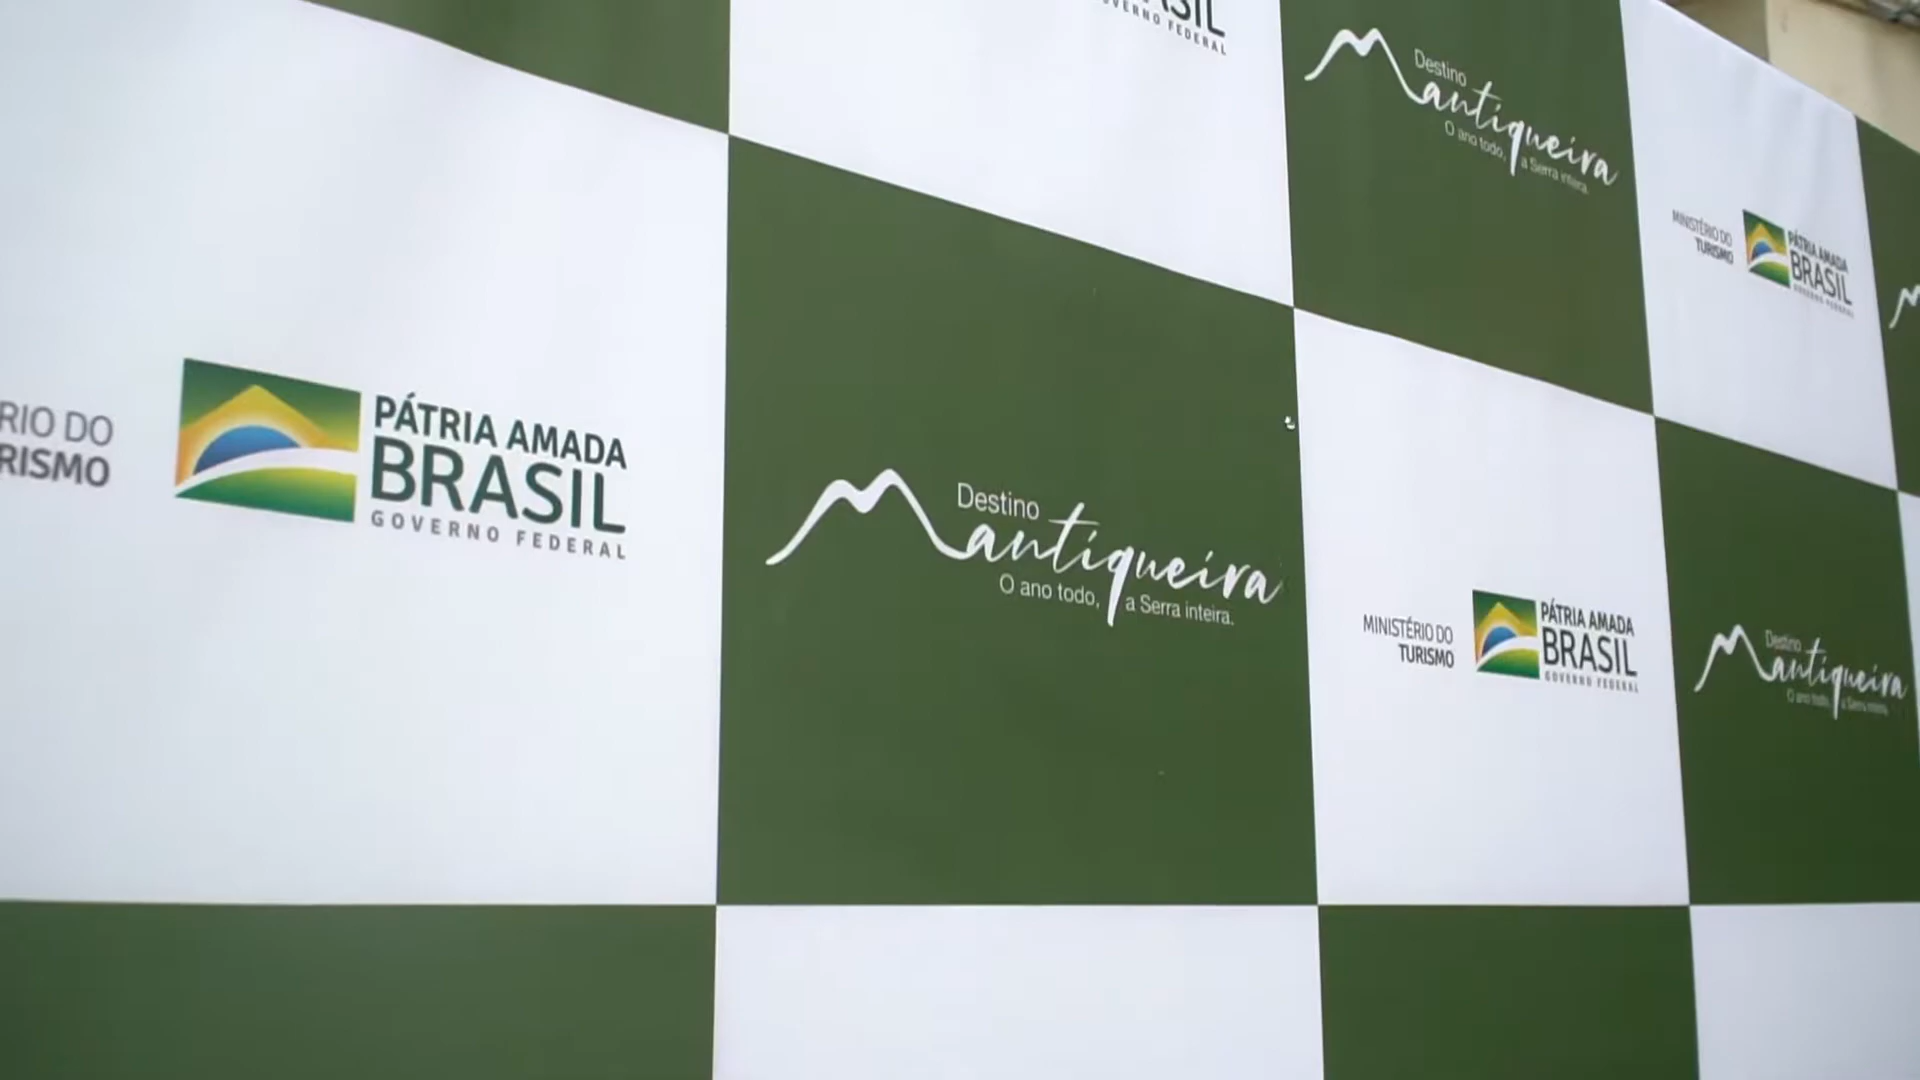 GOVERNO FEDERAL
Destino
Mantiqueira
O ano todo, a Serra inteira.
MINISTÉRIO DO
TURISMO
PÁTRIA AMADA
BRASIL
GOVERNO FEDERAL
RIO DO
RISMO
PÁTRIA AMADA
BRASIL
GOVERNO FEDERAL
Destino
Mantiqueira
O ano todo, a Serra inteira.
MINISTÉRIO DO
TURISMO
PÁTRIA AMADA
BRASIL
GOVERNO FEDERAL
Destino
Mantiqueira
O ano todo, a Serra inteira.